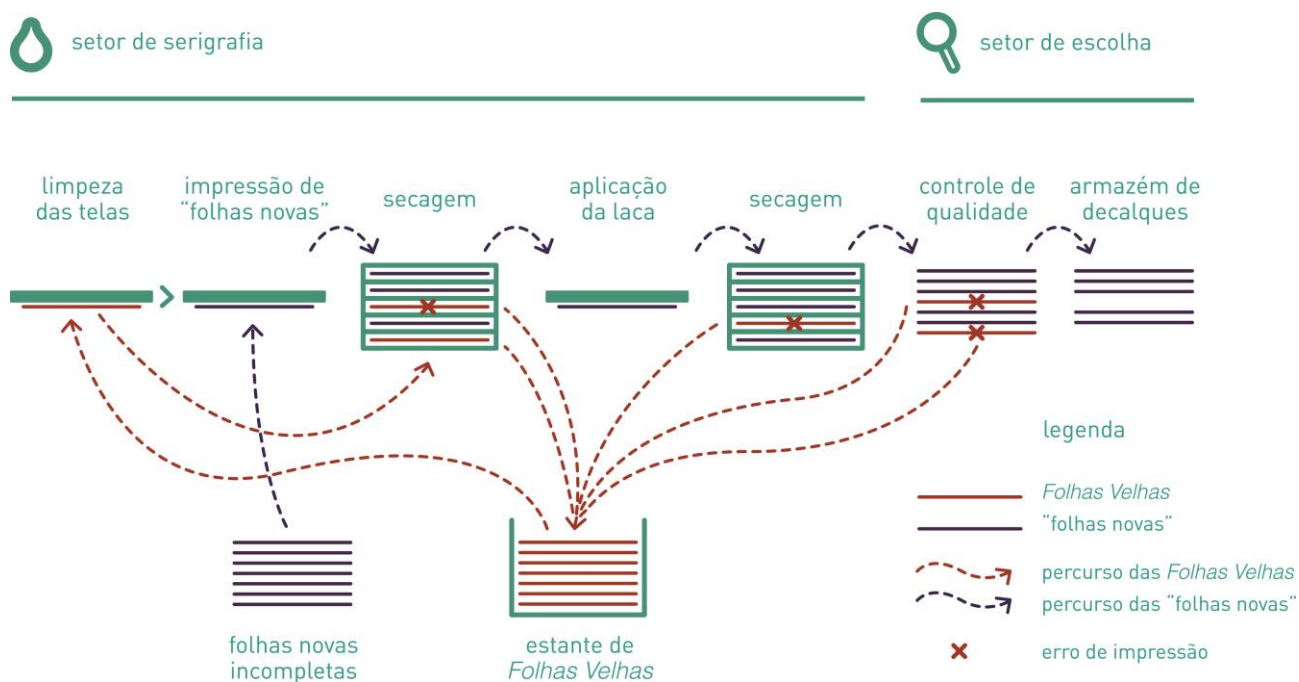 setor de serigrafia
setor de escolha
limpeza
das telas
impressão de
“folhas novas”
secagem
aplicação
da laca
secagem
controle de
qualidade
armazém de
decalques
legenda
Folhas Velhas
“folhas novas”
percurso das Folhas Velhas
percurso das “folhas novas”
erro de impressão
folhas novas
incompletas
estante de
Folhas Velhas